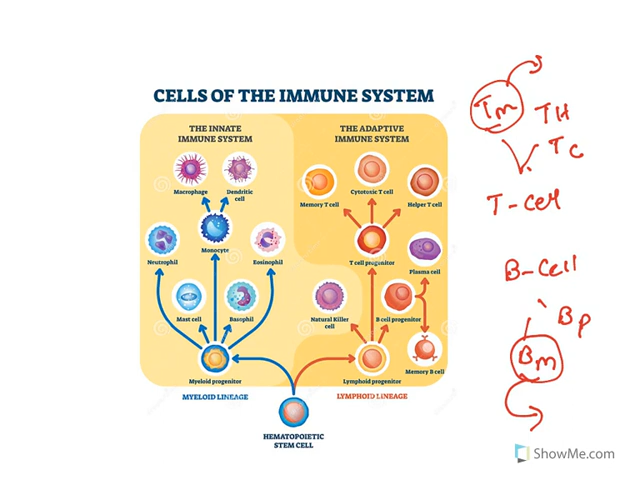 CELLS OF THE IMMUNE SYSTEM
THE INNATE
IMMUNE SYSTEM
THE ADAPTIVE
IMMUNE SYSTEM
Macrophage
Dendritic
cell
Memory T cell
Cytotoxic T cell
Helper T cell
Neutrophil
Monocyte
Eosinophil
T cell progenitor
Plasma cell
Mast cell
Basophil
Natural Killer
cell
B cell progenitor
Memory B cell
Myeloid progenitor
Lymphoid progenitor
MYELOID LINEAGE
LYMPHOID LINEAGE
HEMATOPOIETIC
STEM CELL
Tm
TH
Tc
T-cell
B-cell
Bp
Bm
ShowMe.com